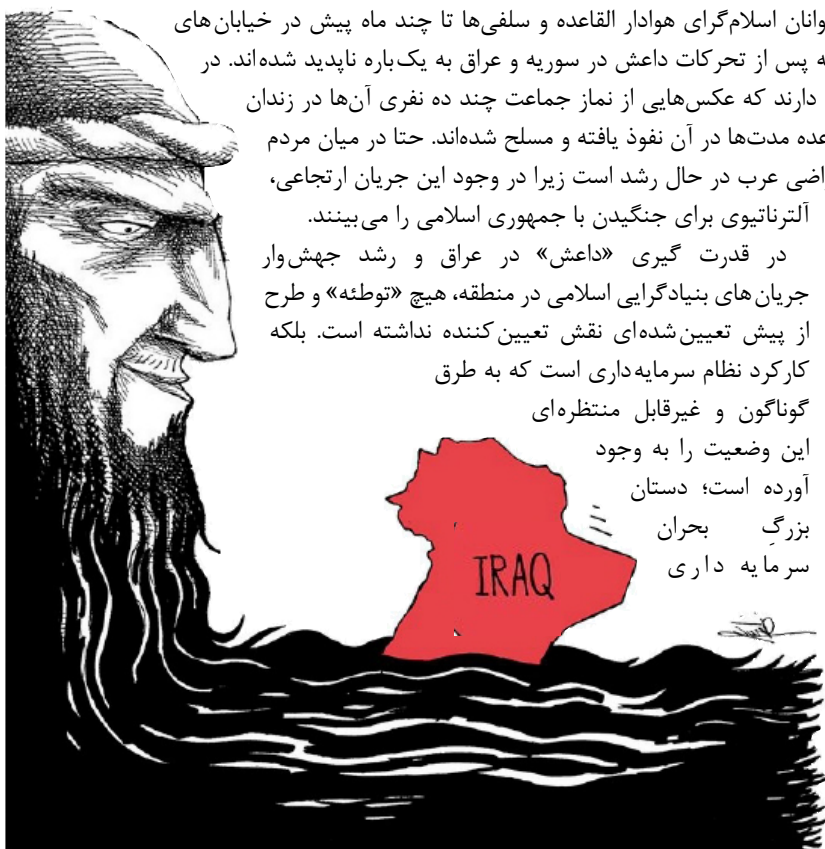 وانان اسلام‌گرای هوادار القاعده و سلفی‌ها تا چند ماه پیش در خیابان‌های
ه پس از تحرکات داعش در سوریه و عراق به یک‌باره ناپدید شده‌اند. در
دارند که عکس‌هایی از نماز جماعت چند ده نفری آن‌ها در زندان
عده مدت‌ها در آن نفوذ یافته و مسلح شده‌اند. حتا در میان مردم
اضی عرب در حال رشد است زیرا در وجود این جریان ارتجاعی،
آلترناتیوی برای جنگیدن با جمهوری اسلامی را می‌بینند.
در قدرت گیری «داعش» در عراق و رشد جهش‌وار
جریان‌های بنیادگرایی اسلامی در منطقه، هیچ «توطئه» و طرح
از پیش تعیین‌شده‌ای نقش تعیین‌کننده نداشته است. بلکه
کارکرد نظام سرمایه‌داری است که به طرق
گوناگون و غیرقابل منتظره‌ای
این وضعیت را به وجود
آورده است؛ دستان
بزرگِ بحران
سرمایه داری
IRAQ